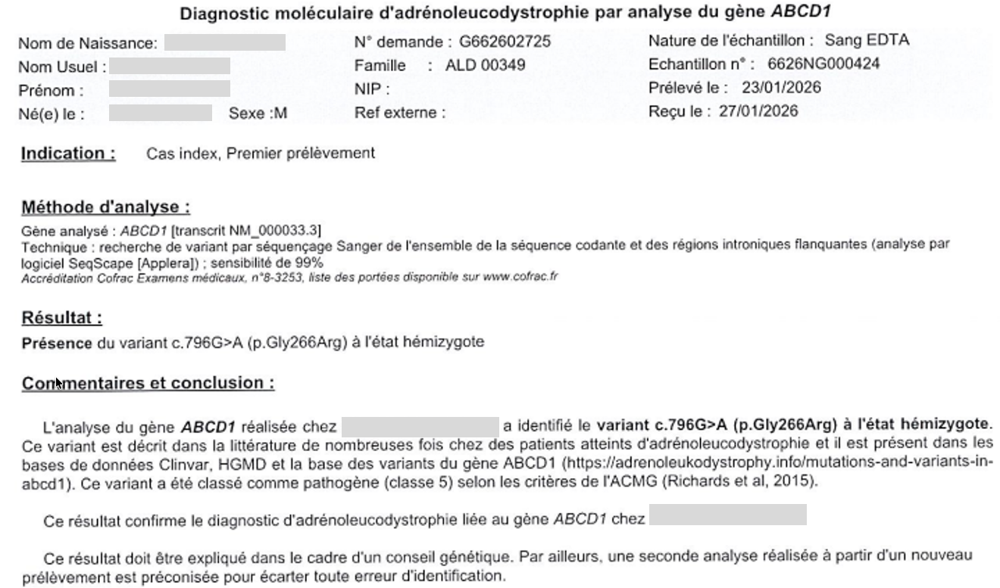 Diagnostic moléculaire d'adrénoleucodystrophie par analyse du gène ABCD1
Nom de Naissance: N° demande : G662602725 Nature de l'échantillon : Sang EDTA
Nom Usuel : Famille : ALD 00349 Echantillon n° : 6626NG000424
Prénom : NIP : Prélevé le : 23/01/2026
Né(e) le : Sexe :M Ref externe : Reçu le : 27/01/2026
Indication : Cas index, Premier prélèvement
Méthode d'analyse :
Gène analysé : ABCD1 [transcrit NM_000033.3]
Technique : recherche de variant par séquençage Sanger de l'ensemble de la séquence codante et des régions introniques flanquantes (analyse par
logiciel SeqScape [Applera]) ; sensibilité de 99%
Accréditation Cofrac Examens médicaux, n°8-3253, liste des portées disponible sur www.cofrac.fr
Résultat :
Présence du variant c.796G>A (p.Gly266Arg) à l'état hémizygote
Commentaires et conclusion :
L'analyse du gène ABCD1 réalisée chez a identifié le variant c.796G>A (p.Gly266Arg) à l'état hémizygote.
Ce variant est décrit dans la littérature de nombreuses fois chez des patients atteints d'adrénoleucodystrophie et il est présent dans les
bases de données Clinvar, HGMD et la base des variants du gène ABCD1 (https://adrenoleukodystrophy.info/mutations-and-variants-in-
abcd1). Ce variant a été classé comme pathogène (classe 5) selon les critères de l'ACMG (Richards et al, 2015).
Ce résultat confirme le diagnostic d'adrénoleucodystrophie liée au gène ABCD1 chez
Ce résultat doit être expliqué dans le cadre d'un conseil génétique. Par ailleurs, une seconde analyse réalisée à partir d'un nouveau
prélèvement est préconisée pour écarter toute erreur d'identification.